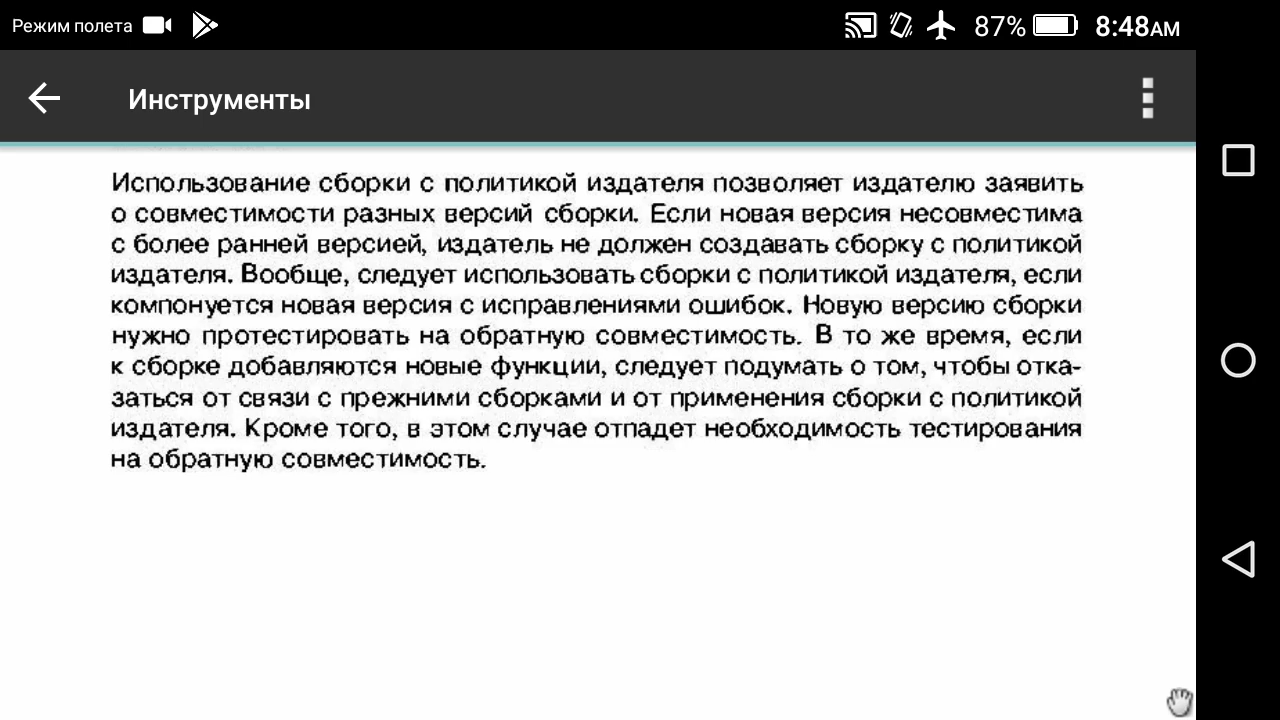 Режим полета
87%
8:48AM
Инструменты
Использование сборки с политикой издателя позволяет издателю заявить
о совместимости разных версий сборки. Если новая версия несовместима
с более ранней версией, издатель не должен создавать сборку с политикой
издателя. Вообще, следует использовать сборки с политикой издателя, если
компонуется новая версия с исправлениями ошибок. Новую версию сборки
нужно протестировать на обратную совместимость. В то же время, если
к сборке добавляются новые функции, следует подумать о том, чтобы отка-
заться от связи с прежними сборками и от применения сборки с политикой
издателя. Кроме того, в этом случае отпадет необходимость тестирования
на обратную совместимость.